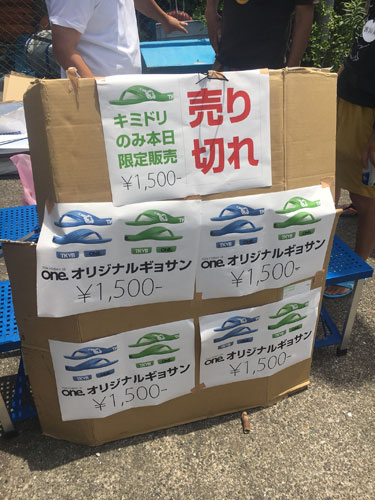 キミドリ
のみ本日
限定販売
¥1,500-
売り
切れ
TKYB
ONE
one.オリジナルギョサン
¥1,500-
one.オリジナルギョサン
¥1,500-
TKYB
ONE
one.オリジナルギョサン
¥1,500-
one.オリジナルギョサン
¥1,500-